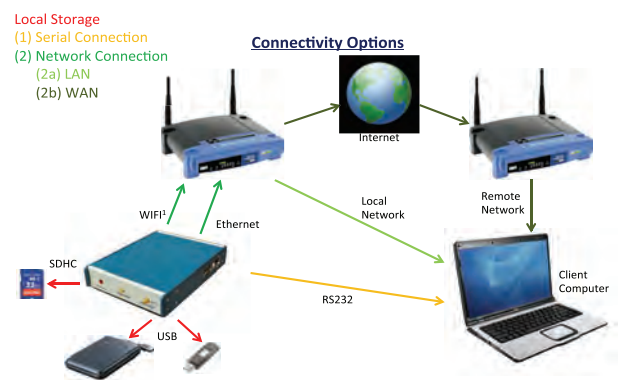 Local Storage
(1) Serial Connection
(2) Network Connection
(2a) LAN
(2b) WAN
Connectivity Options
Internet
WIFI¹
Ethernet
Local
Network
Remote
Network
SDHC
RS232
Client
Computer
USB